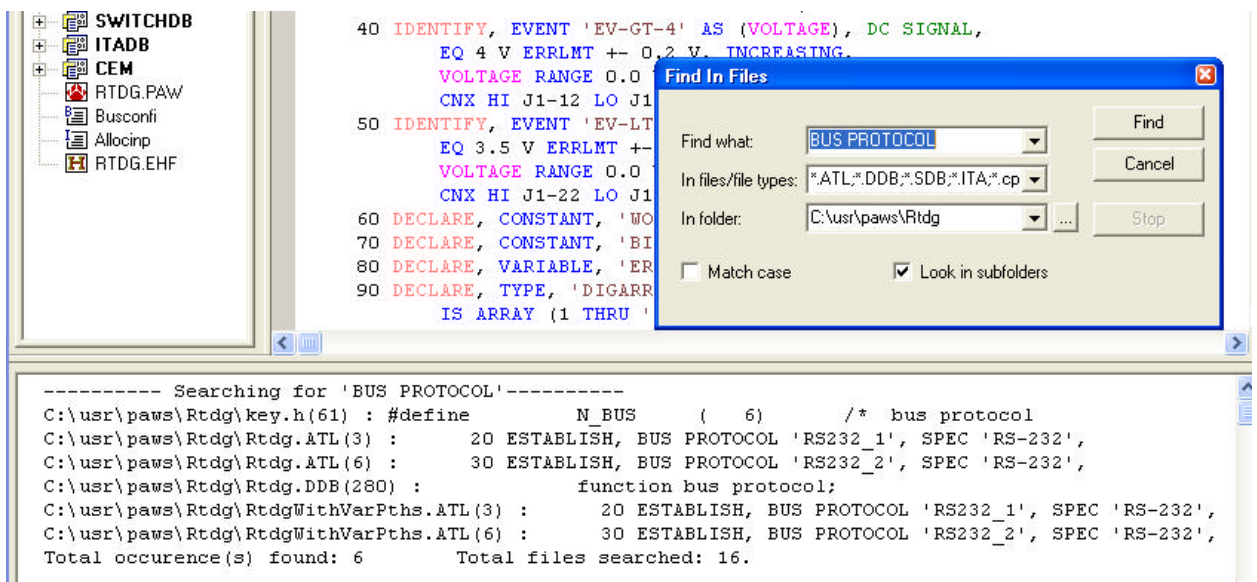 SWITCHDB
ITADB
CEM
RTDG.PAW
Busconfi
Allocinp
RTDG.EHF
40 IDENTIFY, EVENT 'EV-GT-4' AS (VOLTAGE), DC SIGNAL,
EQ 4 V ERRLMT +- 0.2 V, INCREASING,
VOLTAGE RANGE 0.0
CNX HI J1-12 LO J1
50 IDENTIFY, EVENT 'EV-LT
EQ 3.5 V ERRLMT +-
VOLTAGE RANGE 0.0
CNX HI J1-22 LO J1
60 DECLARE, CONSTANT, 'WO
70 DECLARE, CONSTANT, 'BI
80 DECLARE, VARIABLE, 'ER
90 DECLARE, TYPE, 'DIGARR
IS ARRAY (1 THRU '
Find In Files
Find what: BUS PROTOCOL
Find
In files/file types: *.ATL;*.DDB;*.SDB;*.ITA;*.cp
Cancel
In folder: C:\usr\paws\Rtdg
...
Stop
Match case
Look in subfolders
---------- Searching for 'BUS PROTOCOL'----------
C:\usr\paws\Rtdg\key.h(61) : #define N_BUS ( 6) /* bus protocol
C:\usr\paws\Rtdg\Rtdg.ATL(3) : 20 ESTABLISH, BUS PROTOCOL 'RS232_1', SPEC 'RS-232',
C:\usr\paws\Rtdg\Rtdg.ATL(6) : 30 ESTABLISH, BUS PROTOCOL 'RS232_2', SPEC 'RS-232',
C:\usr\paws\Rtdg\Rtdg.DDB(280) : function bus protocol;
C:\usr\paws\Rtdg\RtdgWithVarPths.ATL(3) : 20 ESTABLISH, BUS PROTOCOL 'RS232_1', SPEC 'RS-232',
C:\usr\paws\Rtdg\RtdgWithVarPths.ATL(6) : 30 ESTABLISH, BUS PROTOCOL 'RS232_2', SPEC 'RS-232',
Total occurence(s) found: 6 Total files searched: 16.